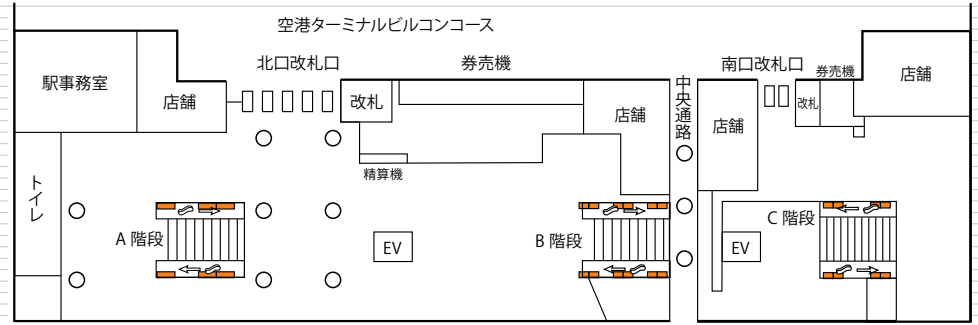 空港ターミナルビルコンコース
駅事務室
店舗
北口改札口
改札
券売機
店舗
中央通路
南口改札口
店舗
改札
券売機
店舗
精算機
トイレ
A 階段
EV
B 階段
EV
C 階段